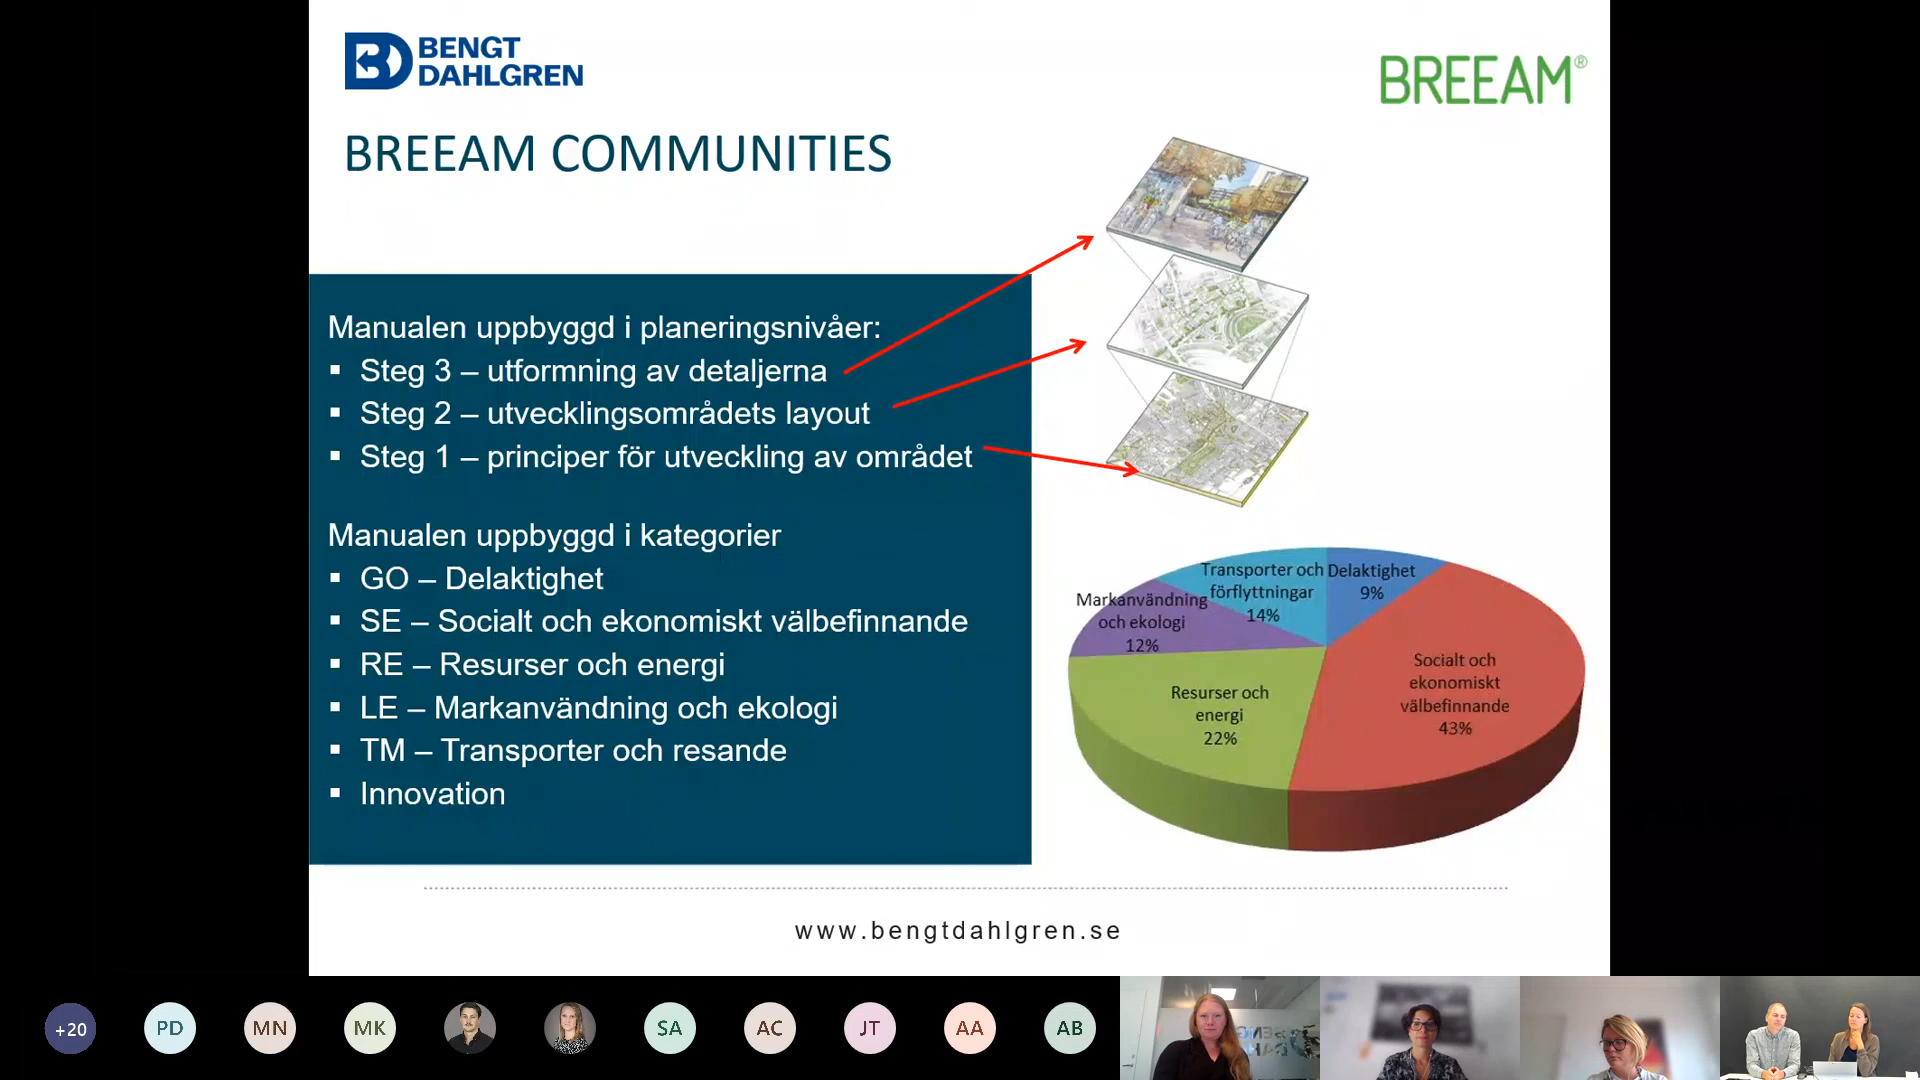 BENGT
DAHLGREN
BREEAM®
BREEAM COMMUNITIES
Manualen uppbyggd i planeringsnivåer:
▪ Steg 3 – utformning av detaljerna
▪ Steg 2 – utvecklingsområdets layout
▪ Steg 1 – principer för utveckling av området
Manualen uppbyggd i kategorier
▪ GO – Delaktighet
▪ SE – Socialt och ekonomiskt välbefinnande
▪ RE – Resurser och energi
▪ LE – Markanvändning och ekologi
▪ TM – Transporter och resande
▪ Innovation
Transporter och
förflyttningar
14%
Delaktighet
9%
Markanvändning
och ekologi
12%
Socialt och
ekonomiskt
välbefinnande
43%
Resurser och
energi
22%
www.bengtdahlgren.se
+20
PD
MN
MK
SA
AC
JT
AA
AB